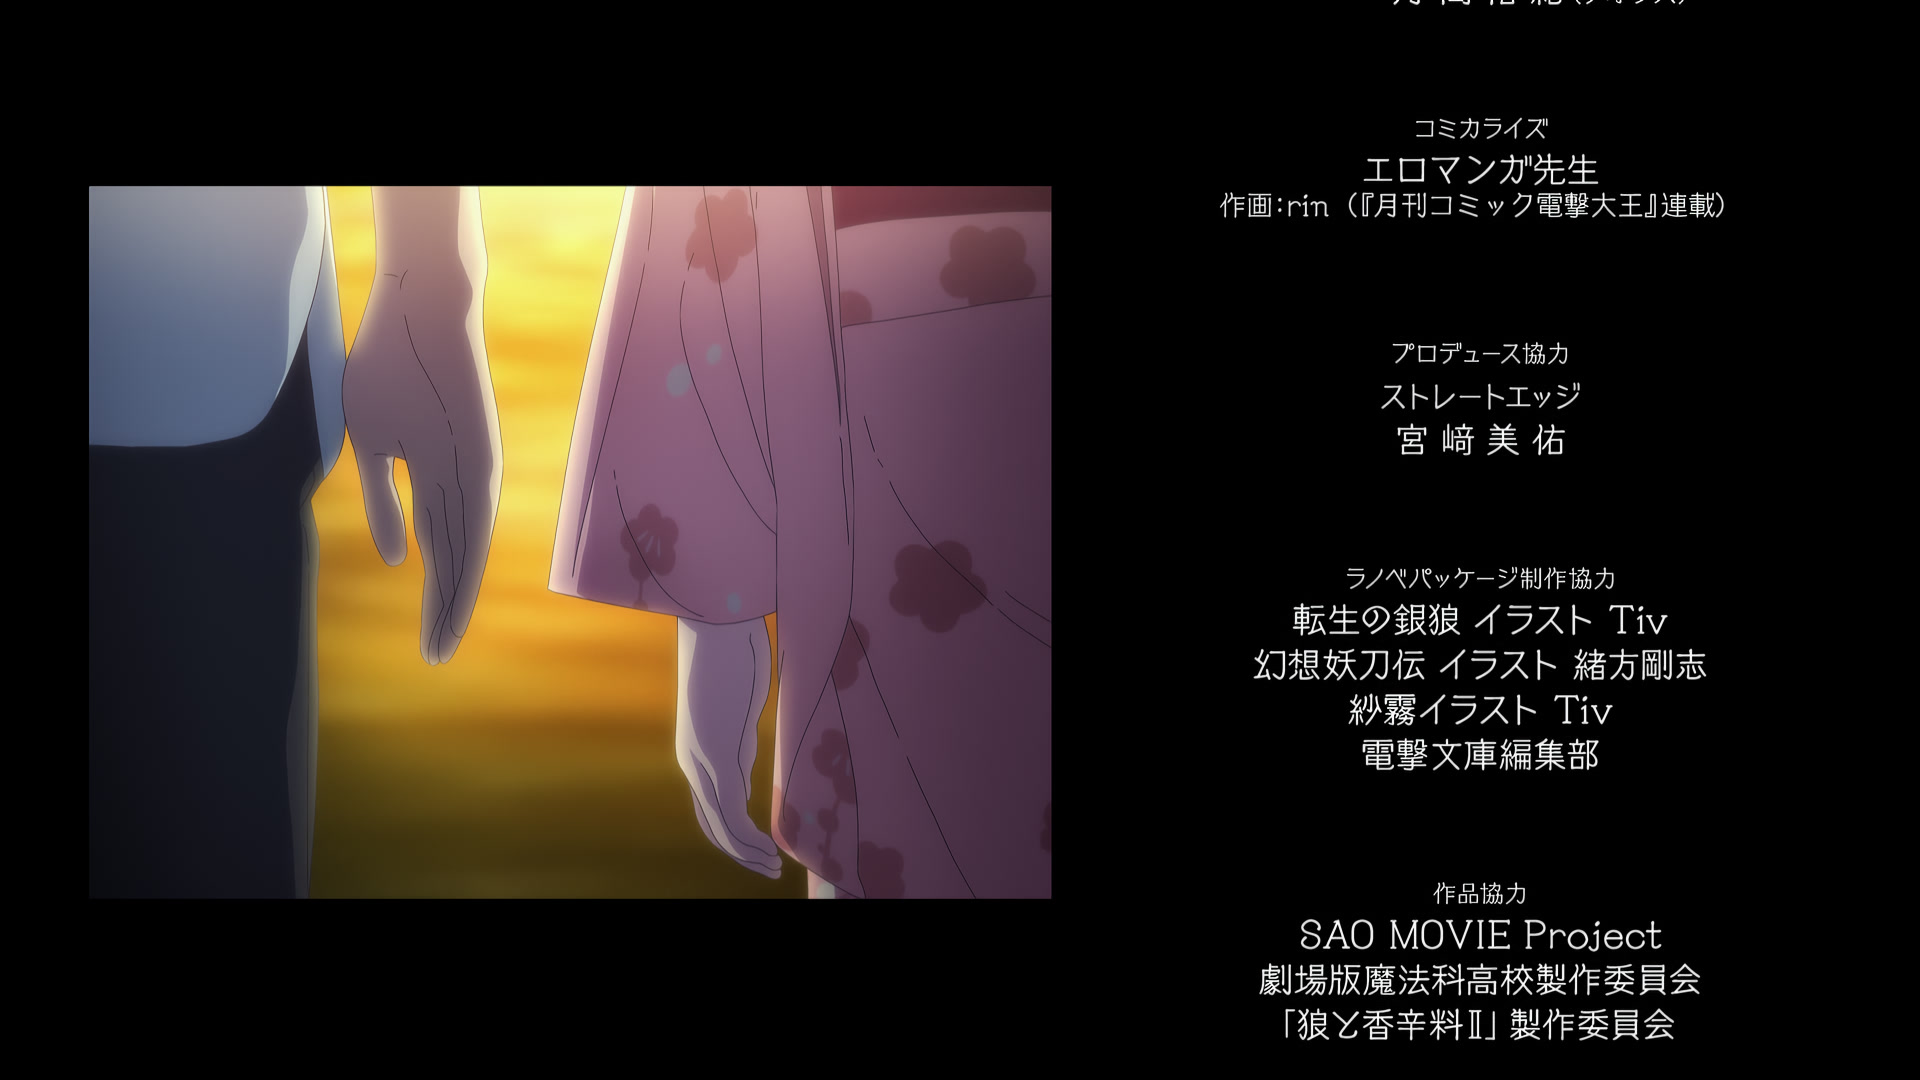 コミカライズ
エロマンガ先生
作画:rin（『月刊コミック電撃大王』連載）
プロデュース協力
ストレートエッジ
宮﨑美佑
ラノベパッケージ制作協力
転生の銀狼 イラスト Tiv
幻想妖刀伝 イラスト 緒方剛志
紗霧イラスト Tiv
電撃文庫編集部
作品協力
SAO MOVIE Project
劇場版魔法科高校製作委員会
「狼と香辛料Ⅱ」製作委員会